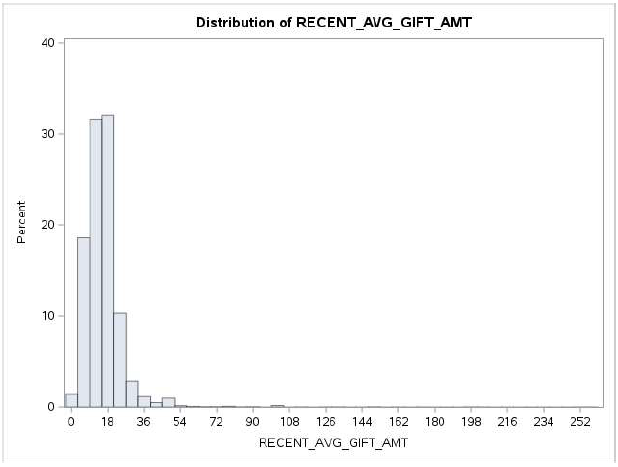 Distribution of RECENT_AVG_GIFT_AMT
40
30
20
10
0
Percent
0 18 36 54 72 90 108 126 144 162 180 198 216 234 252
RECENT_AVG_GIFT_AMT